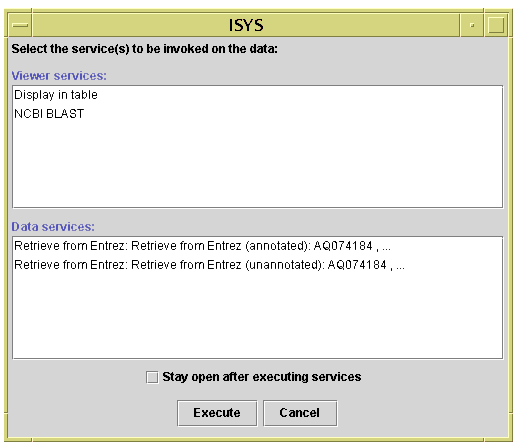 ISYS
Select the service(s) to be invoked on the data:
Viewer services:
Display in table
NCBI BLAST
Data services:
Retrieve from Entrez: Retrieve from Entrez (annotated): AQ074184 , ...
Retrieve from Entrez: Retrieve from Entrez (unannotated): AQ074184 , ...
Stay open after executing services
Execute Cancel